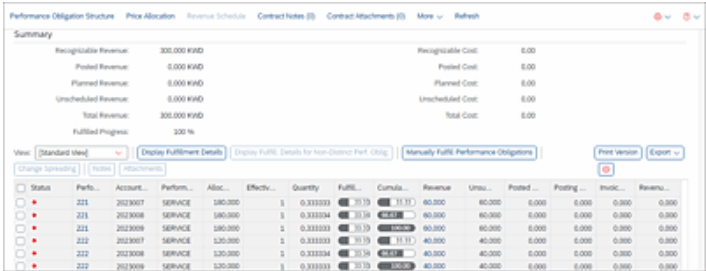 Performance Obligation Structure Price Allocation Revenue Schedule Contract Notes (0) Contract Attachments (0) More Refresh
Summary
Recognizable Revenue: 300.000 KWD Recognizable Cost: 0.00
Posted Revenue: 0.000 KWD Posted Cost: 0.00
Planned Revenue: 0.000 KWD Planned Cost: 0.00
Unscheduled Revenue: 0.000 KWD Unscheduled Cost: 0.00
Total Revenue: 300.000 KWD Total Cost: 0.00
Fulfilled Progress: 100 %
View: [Standard View] Display Fulfillment Details Display Fulfill. Details for Non-Distinct Perf. Oblig. Manually Fulfill Performance Obligations Print Version Export
Change Spreading Notes Attachments
Status Perfo... Account... Perform... Alloc... Effectiv... Quantity Fulfill... Cumula... Revenue Unsu... Posted ... Posting ... Invoic... Revenu...
221 2023007 SERVICE 180.000 1 0.333333 33.33 33.33 60.000 60.000 0.000 0.000 0.000 0.000
221 2023008 SERVICE 180.000 1 0.333334 33.34 66.67 60.000 60.000 0.000 0.000 0.000 0.000
221 2023009 SERVICE 180.000 1 0.333333 33.33 100.00 60.000 60.000 0.000 0.000 0.000 0.000
222 2023007 SERVICE 120.000 1 0.333333 33.33 33.33 40.000 40.000 0.000 0.000 0.000 0.000
222 2023008 SERVICE 120.000 1 0.333334 33.34 66.67 40.000 40.000 0.000 0.000 0.000 0.000
222 2023009 SERVICE 120.000 1 0.333333 33.33 100.00 40.000 40.000 0.000 0.000 0.000 0.000